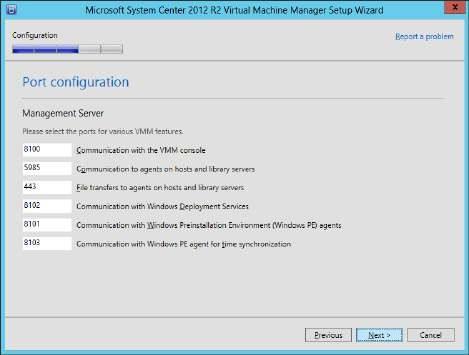 Microsoft System Center 2012 R2 Virtual Machine Manager Setup Wizard
x
Configuration
Report a problem
Port configuration
Management Server
Please select the ports for various VMM features.
8100 Communication with the VMM console
5985 Communication to agents on hosts and library servers
443 File transfers to agents on hosts and library servers
8102 Communication with Windows Deployment Services
8101 Communication with Windows Preinstallation Environment (Windows PE) agents
8103 Communication with Windows PE agent for time synchronization
Previous Next > Cancel